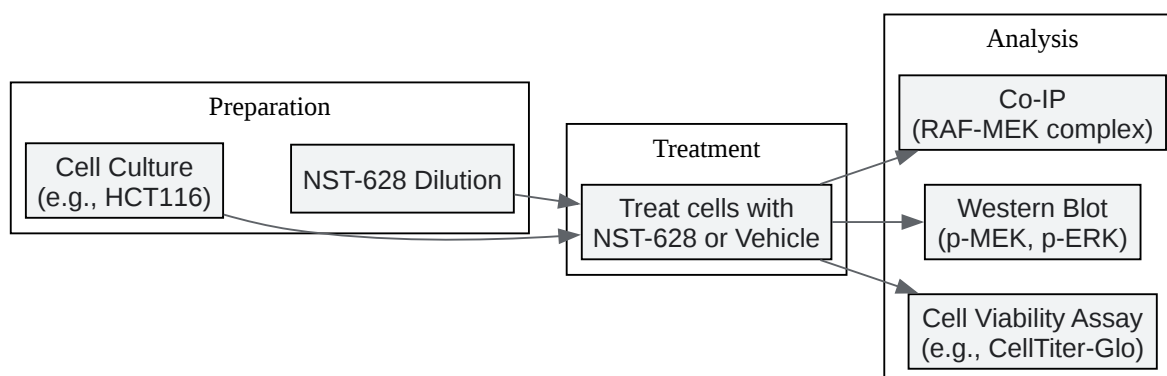 Preparation
Cell Culture
(e.g., HCT116)
NST-628 Dilution
Treatment
Treat cells with
NST-628 or Vehicle
Analysis
Co-IP
(RAF-MEK complex)
Western Blot
(p-MEK, p-ERK)
Cell Viability Assay
(e.g., CellTiter-Glo)